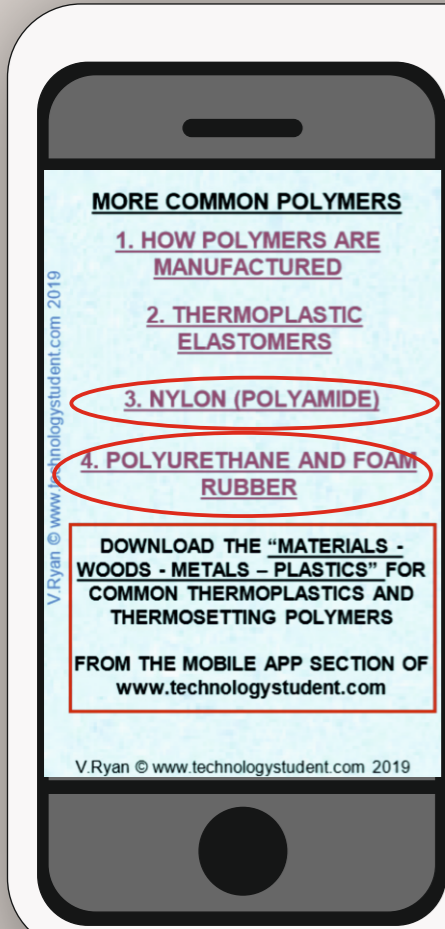 MORE COMMON POLYMERS
1. HOW POLYMERS ARE
MANUFACTURED
2. THERMOPLASTIC
ELASTOMERS
3. NYLON (POLYAMIDE)
4. POLYURETHANE AND FOAM
RUBBER
DOWNLOAD THE “MATERIALS -
WOODS - METALS – PLASTICS” FOR
COMMON THERMOPLASTICS AND
THERMOSETTING POLYMERS
FROM THE MOBILE APP SECTION OF
www.technologystudent.com
V.Ryan © www.technologystudent.com 2019
V.Ryan © www.technologystudent.com 2019